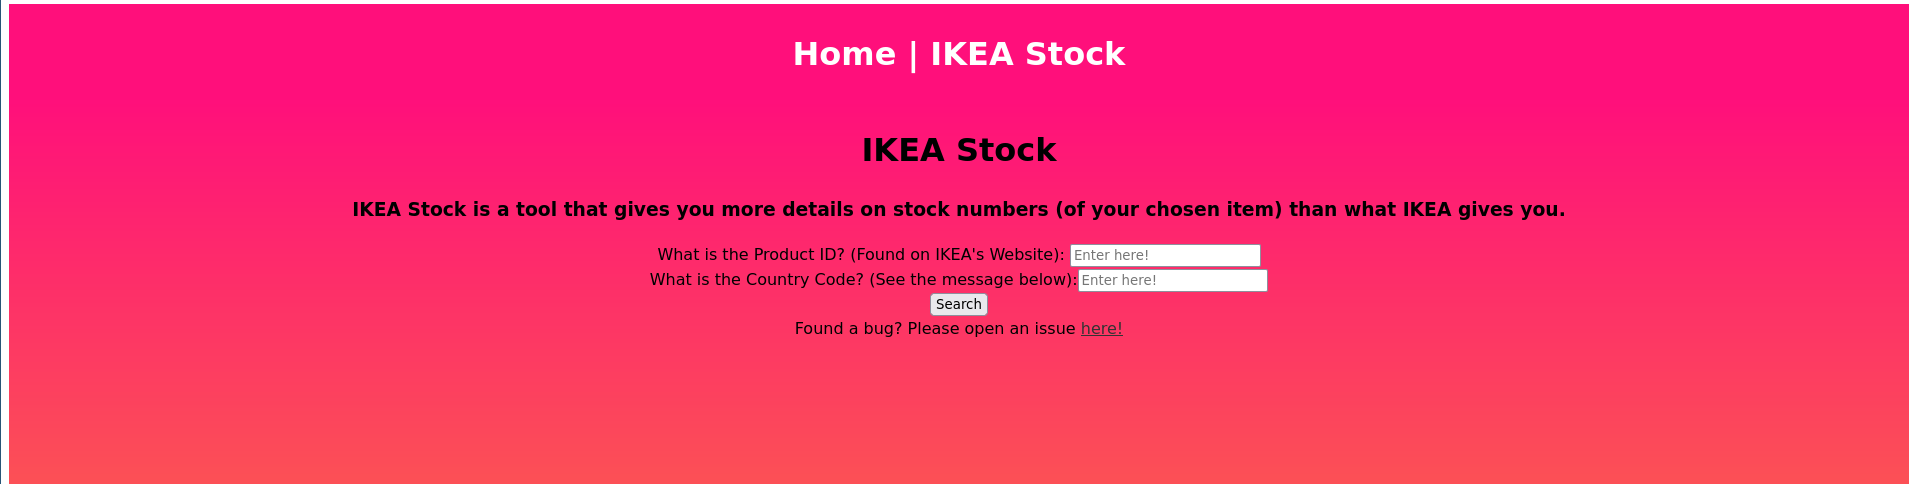 Home | IKEA Stock
IKEA Stock
IKEA Stock is a tool that gives you more details on stock numbers (of your chosen item) than what IKEA gives you.
What is the Product ID? (Found on IKEA's Website): Enter here!
What is the Country Code? (See the message below): Enter here!
Search
Found a bug? Please open an issue here!